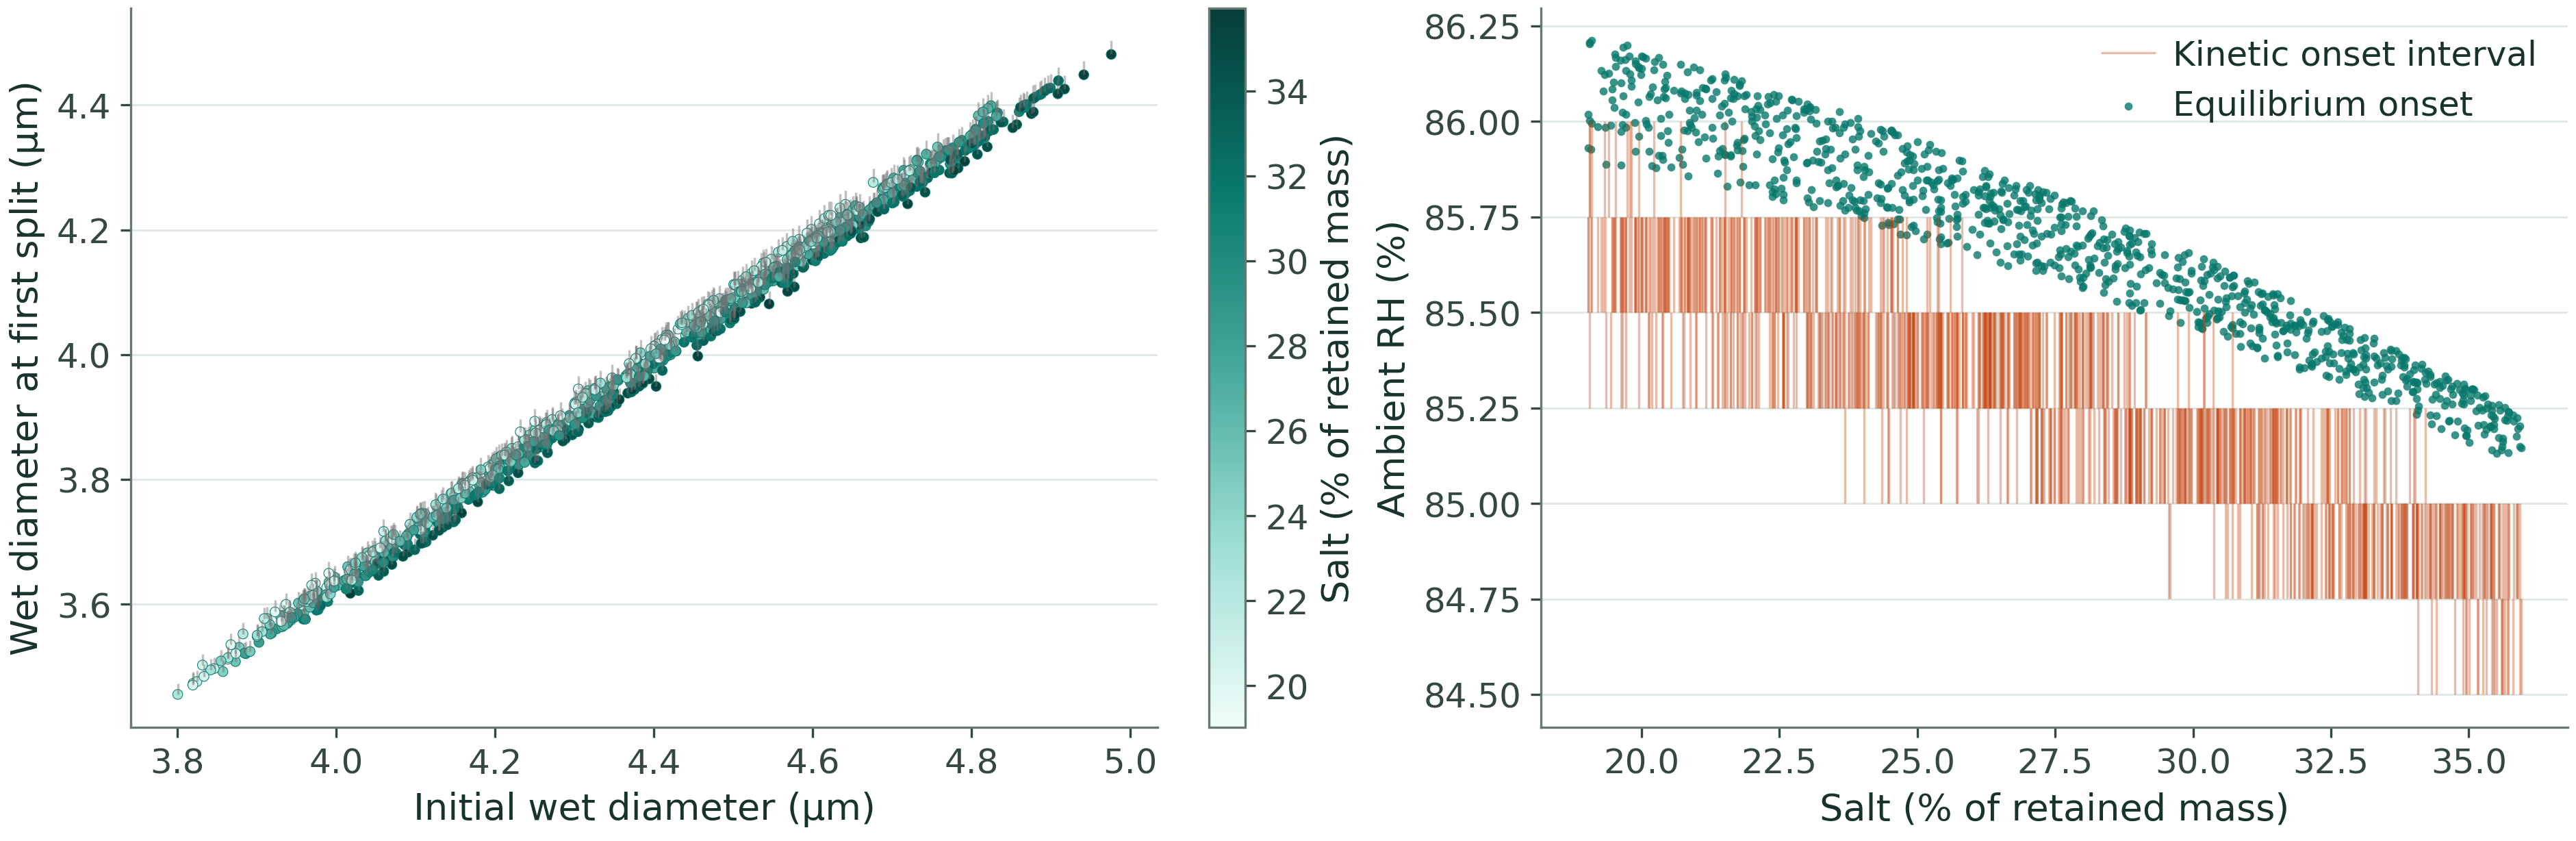 Wet diameter at first split (µm)
4.4
4.2
4.0
3.8
3.6
3.8 4.0 4.2 4.4 4.6 4.8 5.0
Initial wet diameter (µm)
34
32
30
28
26
24
22
20
Salt (% of retained mass)
Ambient RH (%)
86.25
86.00
85.75
85.50
85.25
85.00
84.75
84.50
Kinetic onset interval
Equilibrium onset
20.0 22.5 25.0 27.5 30.0 32.5 35.0
Salt (% of retained mass)